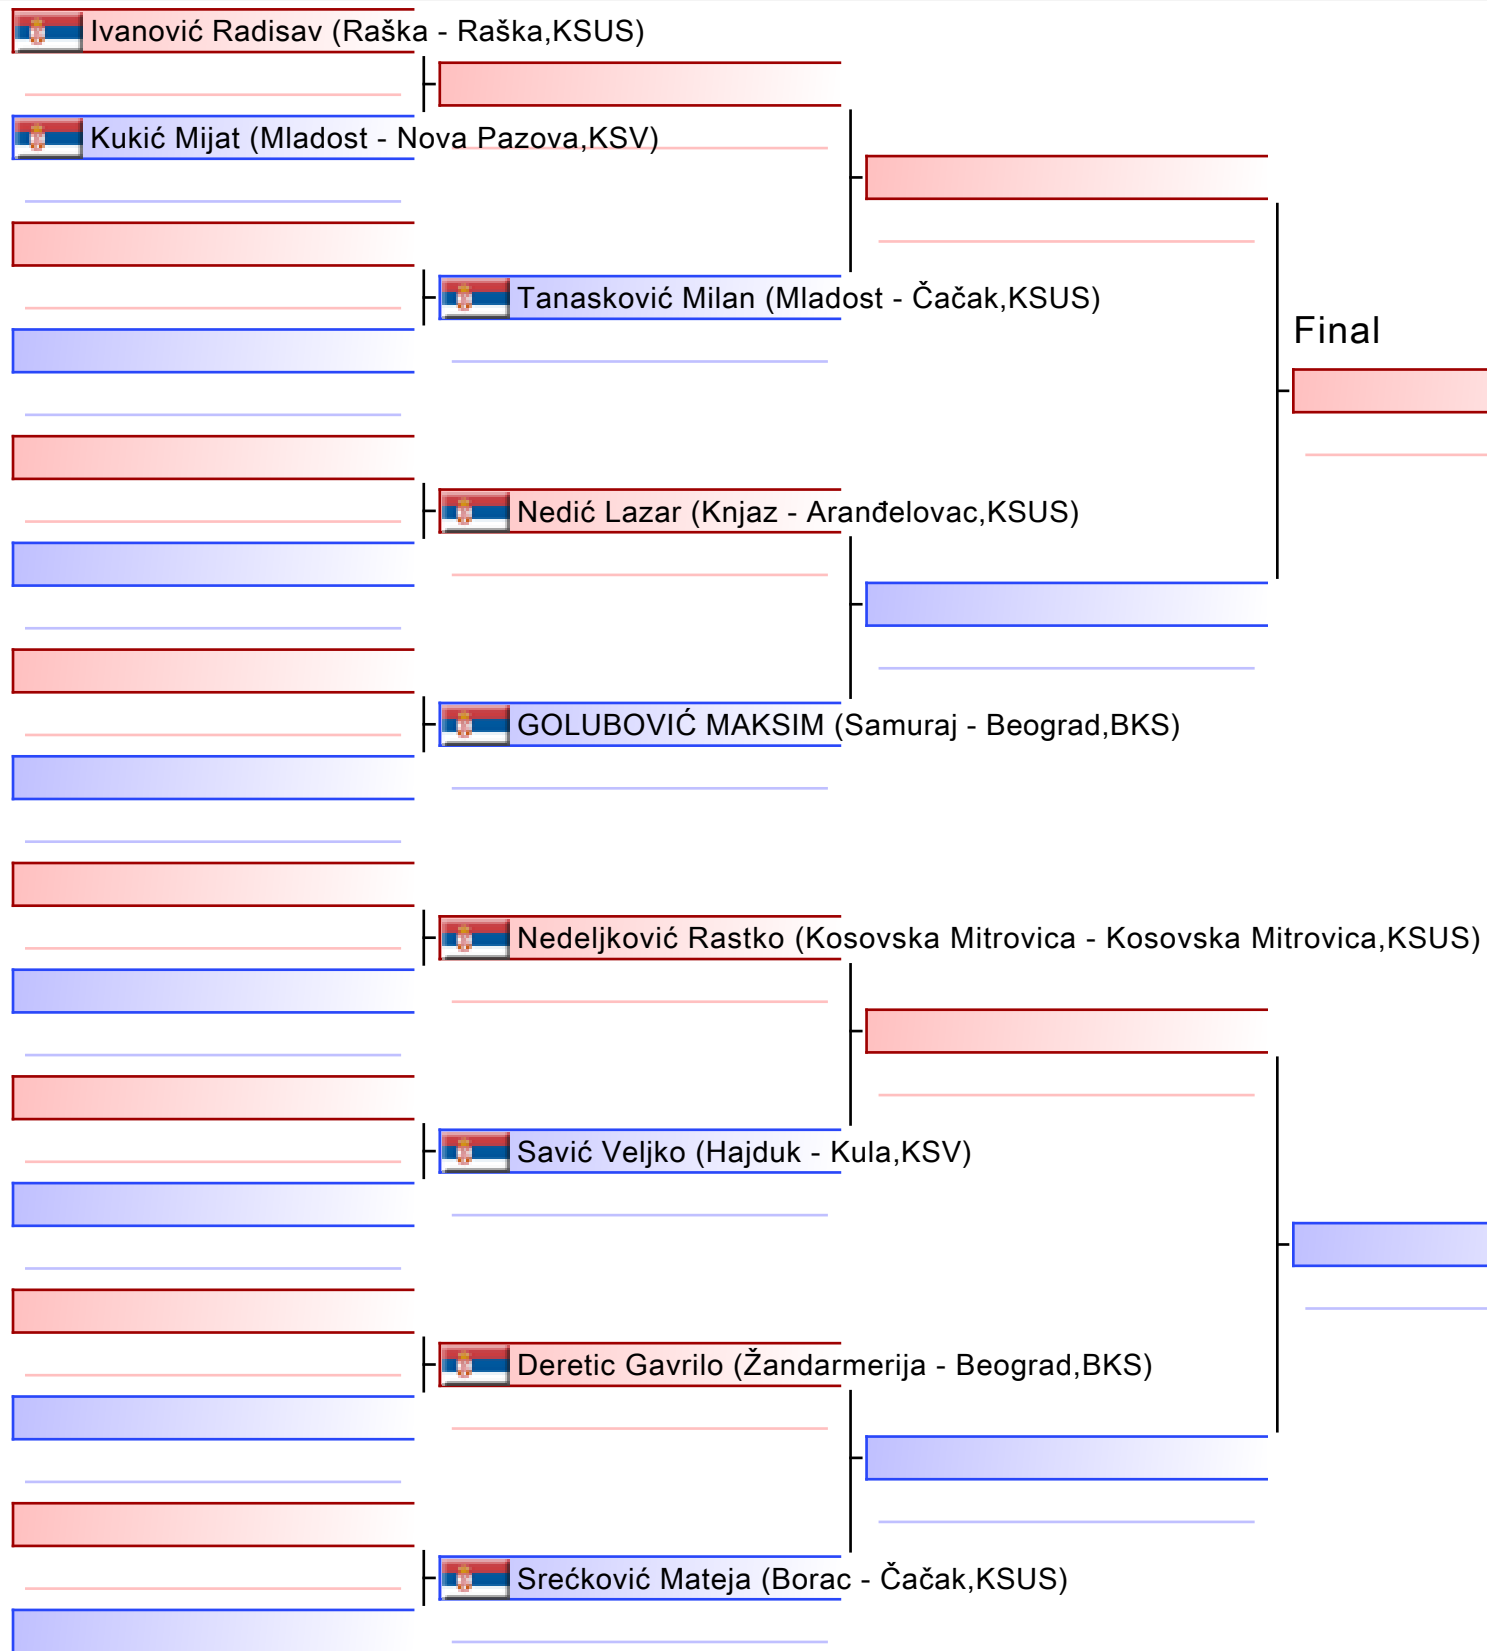 Ivanović Radisav (Raška - Raška,KSUS)
Kukić Mijat (Mladost - Nova Pazova,KSV)
Tanasković Milan (Mladost - Čačak,KSUS)
Final
Nedić Lazar (Knjaz - Aranđelovac,KSUS)
GOLUBOVIĆ MAKSIM (Samuraj - Beograd,BKS)
Nedeljković Rastko (Kosovska Mitrovica - Kosovska Mitrovica,KSUS)
Savić Veljko (Hajduk - Kula,KSV)
Deretic Gavrilo (Žandarmerija - Beograd,BKS)
Srećković Mateja (Borac - Čačak,KSUS)